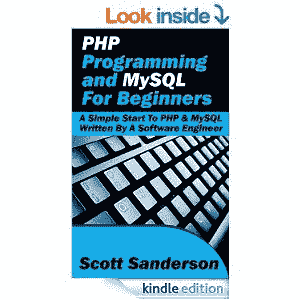 Look inside
PHP
Programming
and MySQL
For Beginners
A Simple Start To PHP & MySQL
Written By A Software Engineer
Scott Sanderson
kindle edition